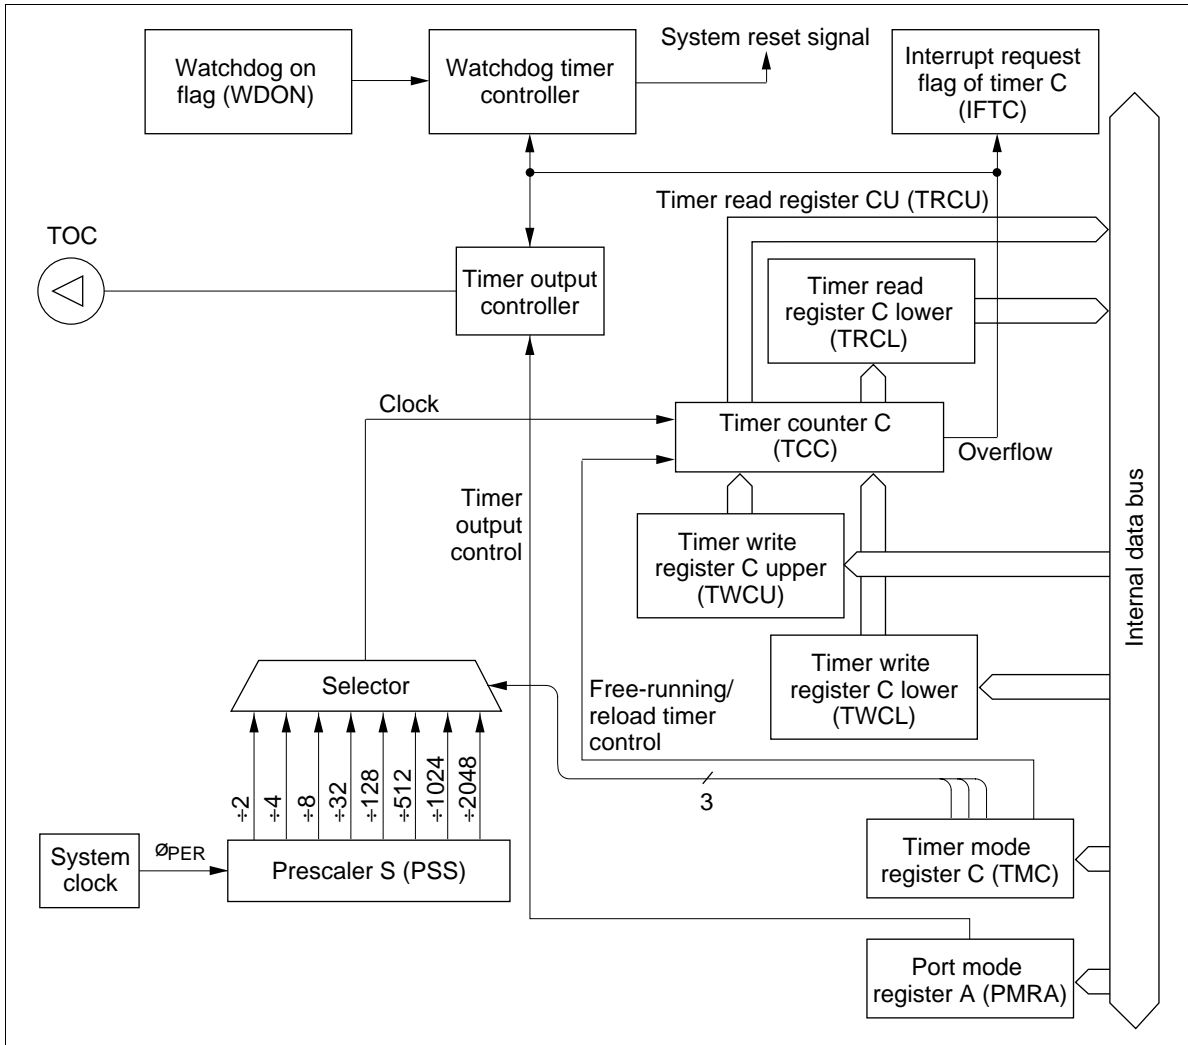 System reset signal
Watchdog on
flag (WDON)
Watchdog timer
controller
Interrupt request
flag of timer C
(IFTC)
Timer read register CU (TRCU)
TOC
Timer output
controller
Timer read
register C lower
(TRCL)
Clock
Timer counter C
(TCC)
Overflow
Timer
output
control
Timer write
register C upper
(TWCU)
Internal data bus
Timer write
register C lower
(TWCL)
Selector
Free-running/
reload timer
control
÷2
÷4
÷8
÷32
÷128
÷512
÷1024
÷2048
3
System
clock
ØPER
Prescaler S (PSS)
Timer mode
register C (TMC)
Port mode
register A (PMRA)